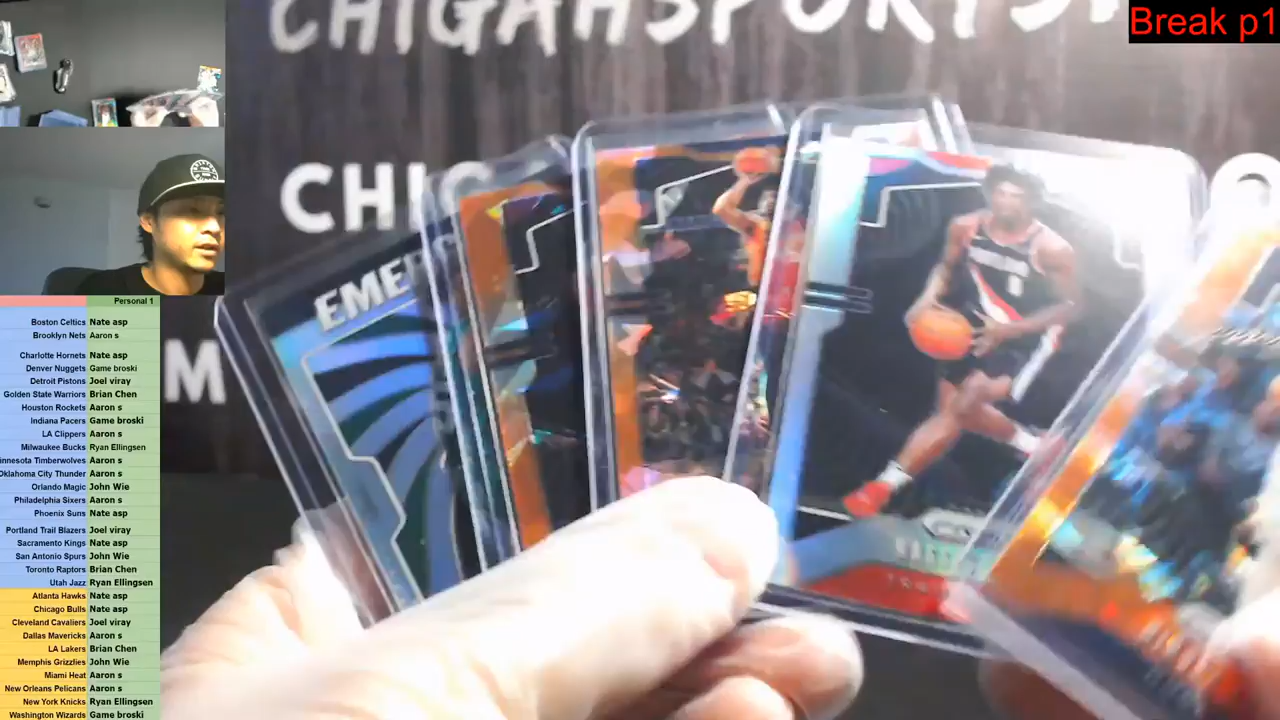 CHIGAHSPORTS
Break p1
CHIG
M
EMER
Personal 1
Boston Celtics Nate asp
Brooklyn Nets Aaron s
Charlotte Hornets Nate asp
Denver Nuggets Game broski
Detroit Pistons Joel viray
Golden State Warriors Brian Chen
Houston Rockets Aaron s
Indiana Pacers Game broski
LA Clippers Aaron s
Milwaukee Bucks Ryan Ellingsen
nnesota Timberwolves Aaron s
Oklahoma City Thunder Aaron s
Orlando Magic John Wie
Philadelphia Sixers Aaron s
Phoenix Suns Nate asp
Portland Trail Blazers Joel viray
Sacramento Kings Nate asp
San Antonio Spurs John Wie
Toronto Raptors Brian Chen
Utah Jazz Ryan Ellingsen
Atlanta Hawks Nate asp
Chicago Bulls Nate asp
Cleveland Cavaliers Joel viray
Dallas Mavericks Aaron s
LA Lakers Brian Chen
Memphis Grizzlies John Wie
Miami Heat Aaron s
New Orleans Pelicans Aaron s
New York Knicks Ryan Ellingsen
Washington Wizards Game broski